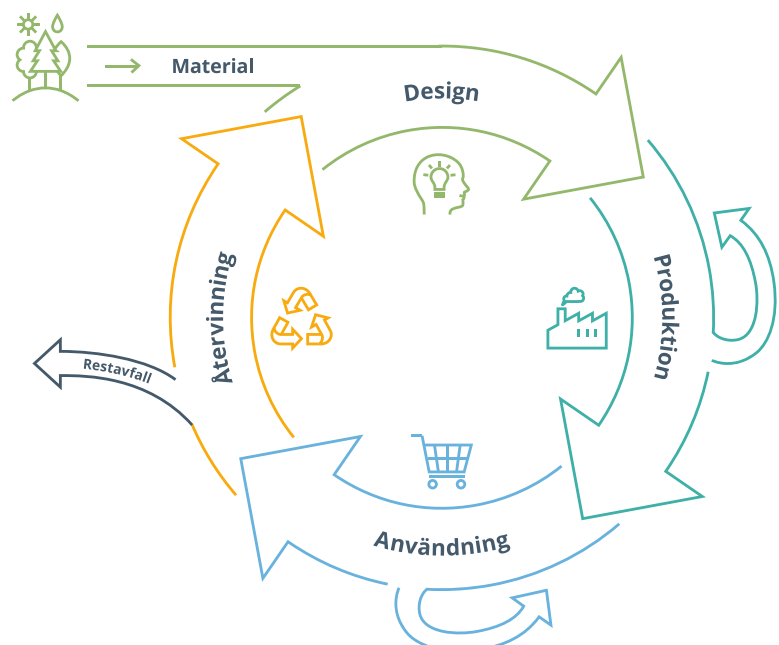 Material
Design
Produktion
Användning
Återvinning
Restavfall